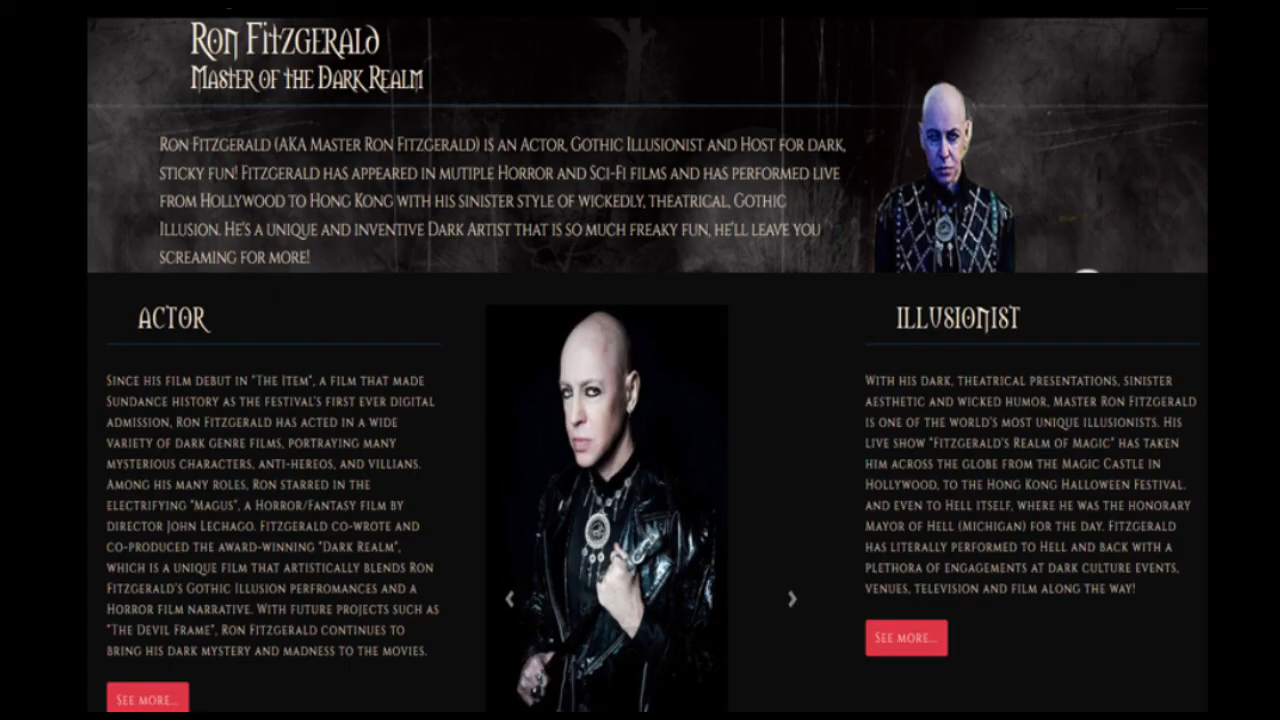 Ron Fitzgerald
Master of the Dark Realm
Ron Fitzgerald (AKA Master Ron Fitzgerald) is an Actor, Gothic Illusionist and Host for dark,
sticky fun! Fitzgerald has appeared in mutiple Horror and Sci-Fi films and has performed live
from Hollywood to Hong Kong with his sinister style of wickedly, theatrical, Gothic
Illusion. He's a unique and inventive Dark Artist that is so much freaky fun, he'll leave you
screaming for more!
Actor
Since his film debut in "The Item", a film that made
Sundance history as the festival's first ever digital
admission, Ron Fitzgerald has acted in a wide
variety of dark genre films, portraying many
mysterious characters, anti-hereos, and villians.
Among his many roles, Ron starred in the
electrifying "Magus", a Horror/Fantasy film by
director John Lechago. Fitzgerald co-wrote and
co-produced the award-winning "Dark Realm",
which is a unique film that artistically blends Ron
Fitzgerald's Gothic Illusion perfromances and a
Horror film narrative. With future projects such as
"The Devil Frame", Ron Fitzgerald continues to
bring his dark mystery and madness to the movies.
See more...
Illusionist
With his dark, theatrical presentations, sinister
aesthetic and wicked humor, Master Ron Fitzgerald
is one of the world's most unique illusionists. His
live show "Fitzgerald's Realm of Magic" has taken
him across the globe from the Magic Castle in
Hollywood, to the Hong Kong Halloween Festival.
and even to Hell itself, where he was the honorary
Mayor of Hell (Michigan) for the day. Fitzgerald
has literally performed to Hell and back with a
plethora of engagements at dark culture events,
venues, television and film along the way!
See more...